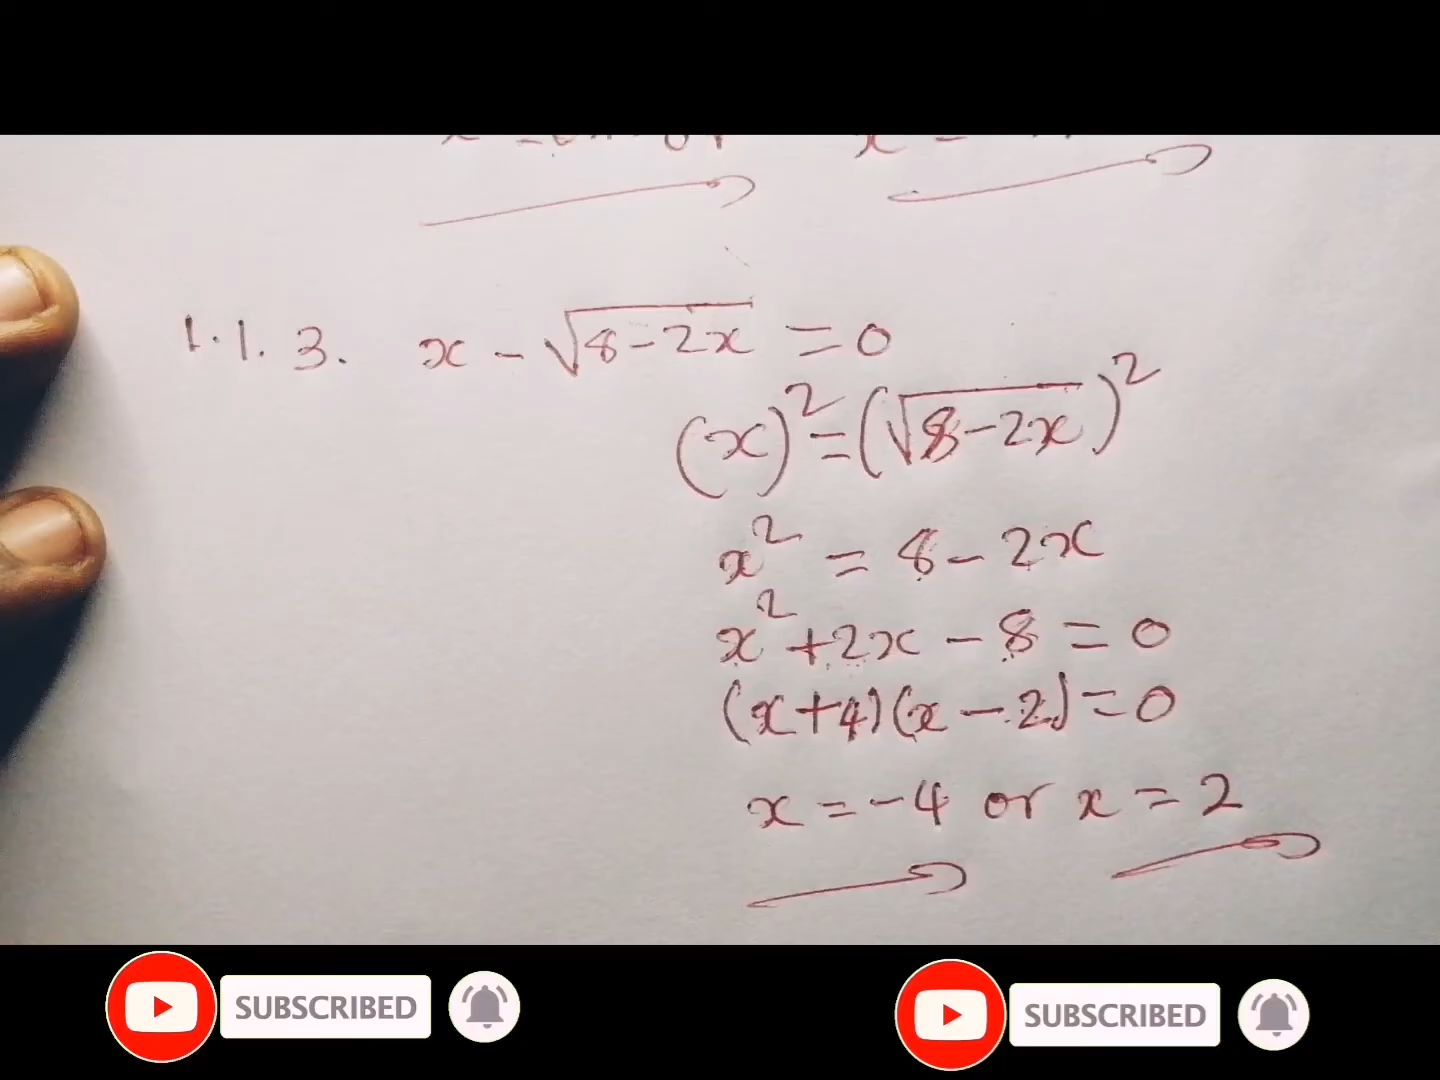 1.1.3. x - √(8-2x) = 0
(x)² = (√(8-2x))²
x² = 8 - 2x
x² + 2x - 8 = 0
(x+4)(x-2) = 0
x = -4 or x = 2
SUBSCRIBED
SUBSCRIBED